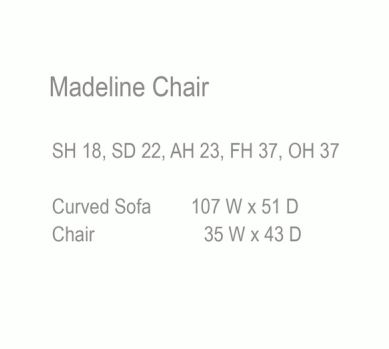 Madeline Chair
SH 18, SD 22, AH 23, FH 37, OH 37
Curved Sofa 107 W x 51 D
Chair 35 W x 43 D